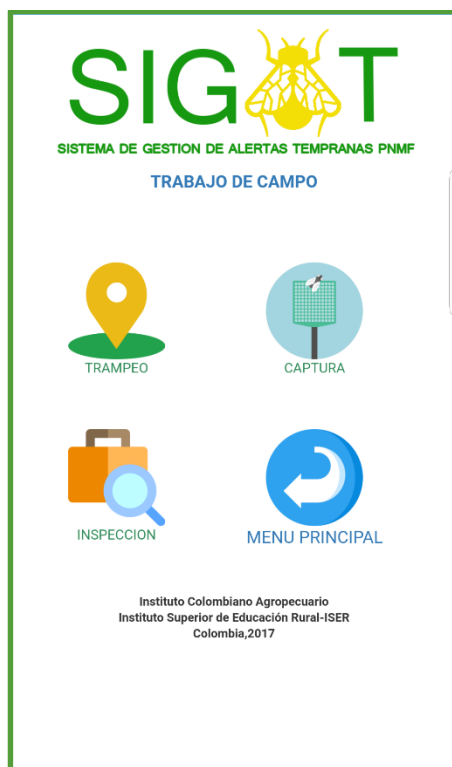 SIGAT
SISTEMA DE GESTION DE ALERTAS TEMPRANAS PNMF
TRABAJO DE CAMPO
TRAMPEO
CAPTURA
INSPECCION
MENU PRINCIPAL
Instituto Colombiano Agropecuario
Instituto Superior de Educación Rural-ISER
Colombia,2017